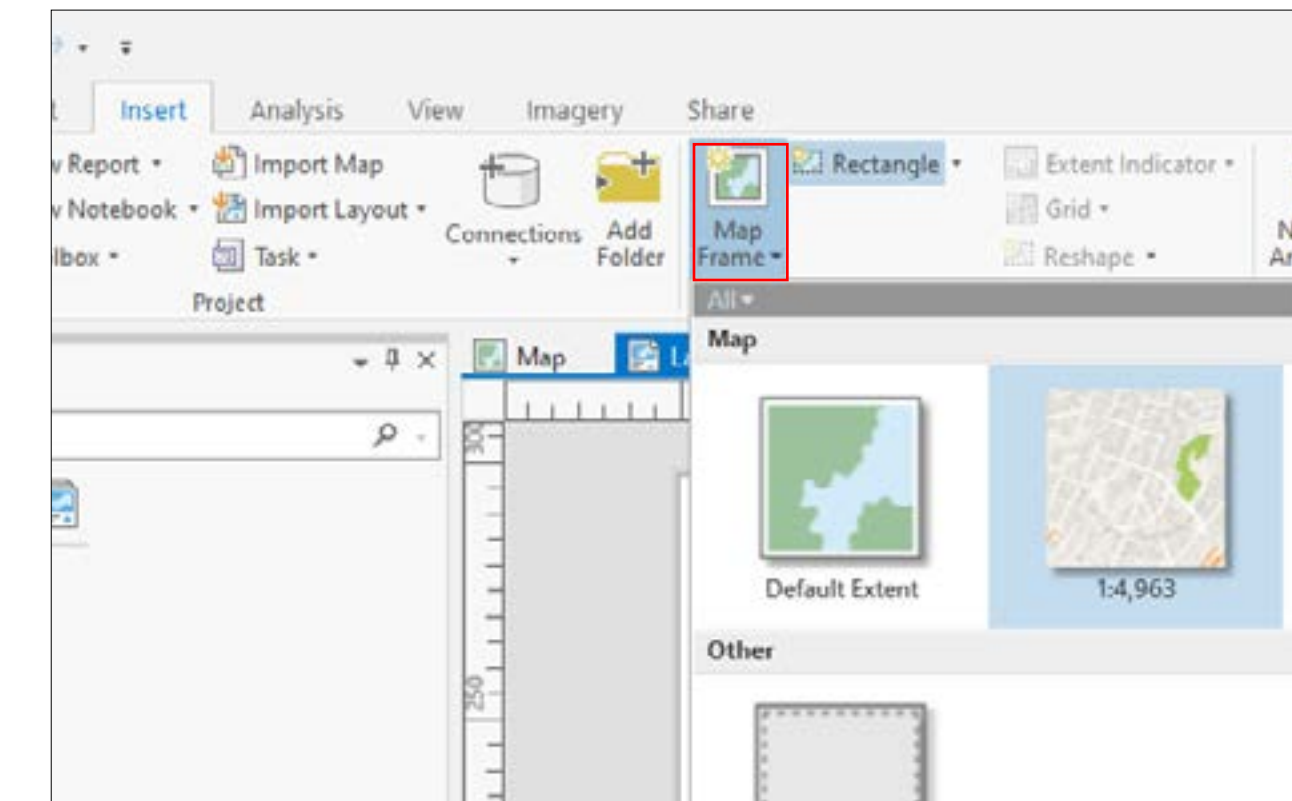 Insert Analysis View Imagery Share
Report
Import Map
Rectangle
Extent Indicator
Notebook
Import Layout
Connections
Add
Folder
Map
Frame
Grid
Task
Reshape
Project
All
Map
Map
300
Default Extent
1:4,963
Other
250